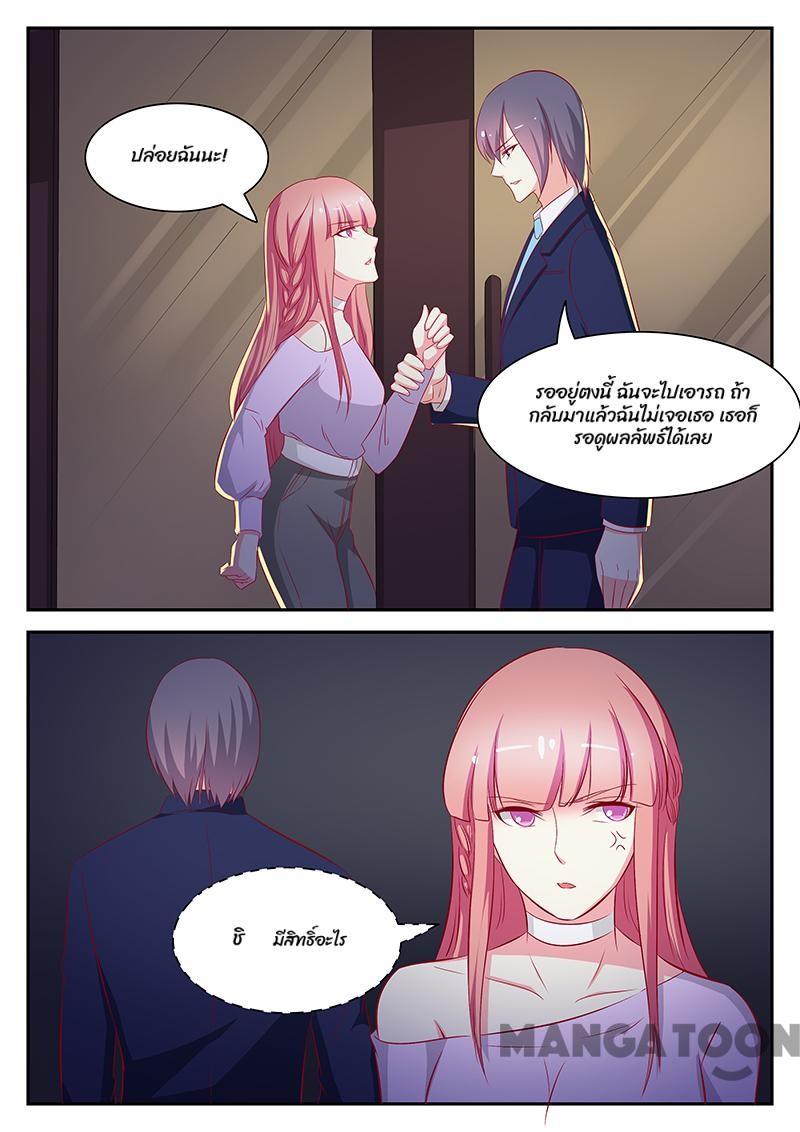 ปล่อยฉันนะ!
รออยู่ตงนี้ ฉันจะไปเอารถ ถ้า
กลับมาแล้วฉันไม่เจอเธอ เธอก็
รอดูผลลัพธ์ได้เลย
ชิ มีสิทธิ์อะไร
MANGATOON